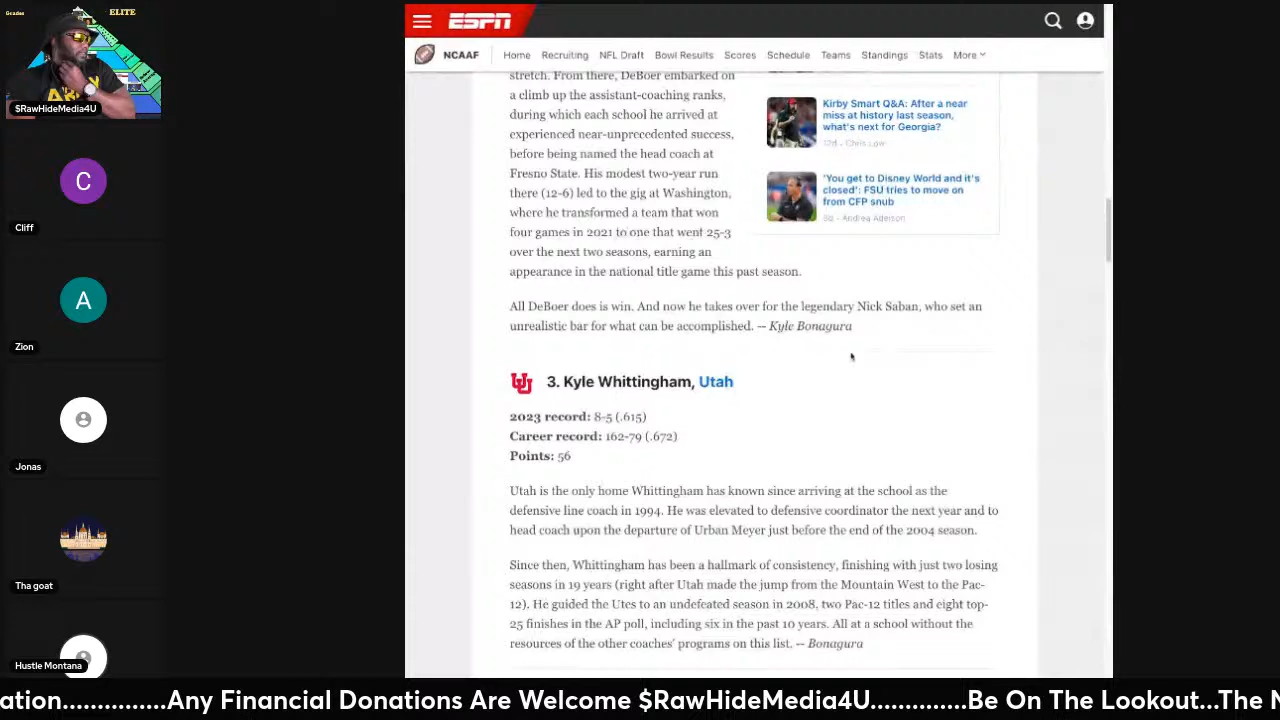 Grades
ELITE
$RawHideMedia4U
C
Cliff
A
Zion
Jonas
Tha goat
Hustle Montana
ESPN
NCAAF
Home Recruiting NFL Draft Bowl Results Scores Schedule Teams Standings Stats More
stretch. From there, DeBoer embarked on
a climb up the assistant-coaching ranks,
during which each school he arrived at
experienced near-unprecedented success,
before being named the head coach at
Fresno State. His modest two-year run
there (12-6) led to the gig at Washington,
where he transformed a team that won
four games in 2021 to one that went 25-3
over the next two seasons, earning an
appearance in the national title game this past season.
Kirby Smart Q&A: After a near
miss at history last season,
what's next for Georgia?
12d - Chris Low
'You get to Disney World and it's
closed': FSU tries to move on
from CFP snub
Andrea Adelson
All DeBoer does is win. And now he takes over for the legendary Nick Saban, who set an
unrealistic bar for what can be accomplished. -- Kyle Bonagura
UU
3. Kyle Whittingham, Utah
2023 record: 8-5 (.615)
Career record: 162-79 (.672)
Points: 56
Utah is the only home Whittingham has known since arriving at the school as the
defensive line coach in 1994. He was elevated to defensive coordinator the next year and to
head coach upon the departure of Urban Meyer just before the end of the 2004 season.
Since then, Whittingham has been a hallmark of consistency, finishing with just two losing
seasons in 19 years (right after Utah made the jump from the Mountain West to the Pac-
12). He guided the Utes to an undefeated season in 2008, two Pac-12 titles and eight top-
25 finishes in the AP poll, including six in the past 10 years. All at a school without the
resources of the other coaches' programs on this list. -- Bonagura
ation..............Any Financial Donations Are Welcome $RawHideMedia4U.............Be On The Lookout...The